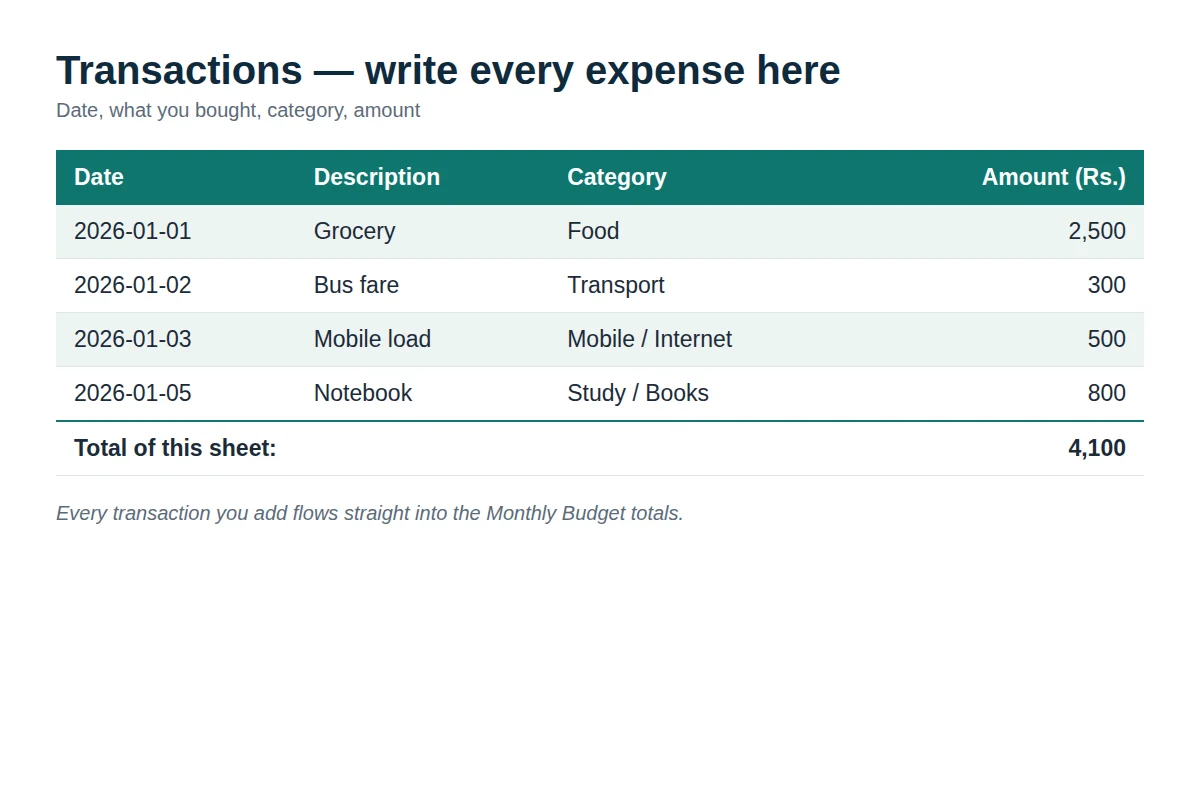 Transactions — write every expense here
Date, what you bought, category, amount
Date Description Category Amount (Rs.)
2026-01-01 Grocery Food 2,500
2026-01-02 Bus fare Transport 300
2026-01-03 Mobile load Mobile / Internet 500
2026-01-05 Notebook Study / Books 800
Total of this sheet: 4,100
Every transaction you add flows straight into the Monthly Budget totals.